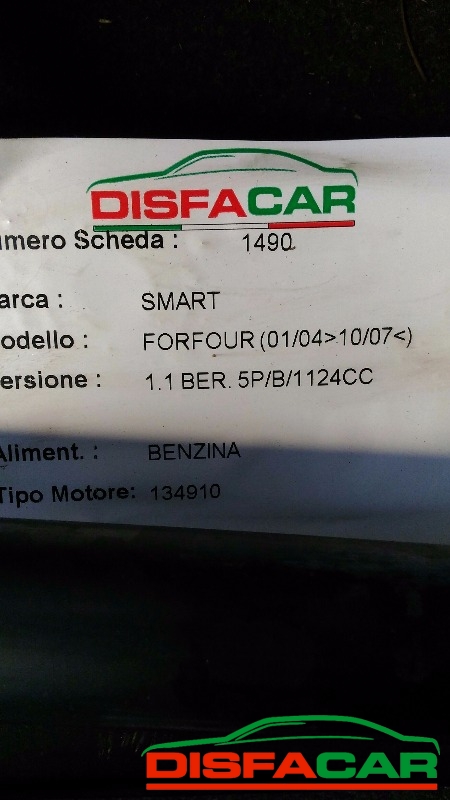 DISFACAR
umero Scheda : 1490
arca : SMART
odello : FORFOUR (01/04>10/07<)
ersione : 1.1 BER. 5P/B/1124CC
Aliment. : BENZINA
Tipo Motore: 134910
DISFACAR